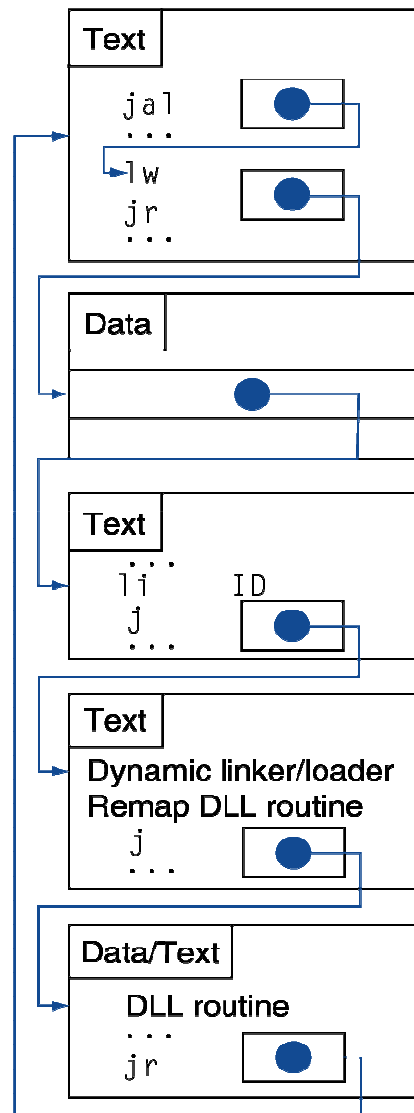 Text
jal
...
lw
jr
...
Data
Text
...
li ID
j
...
Text
Dynamic linker/loader
Remap DLL routine
j
...
Data/Text
DLL routine
...
jr